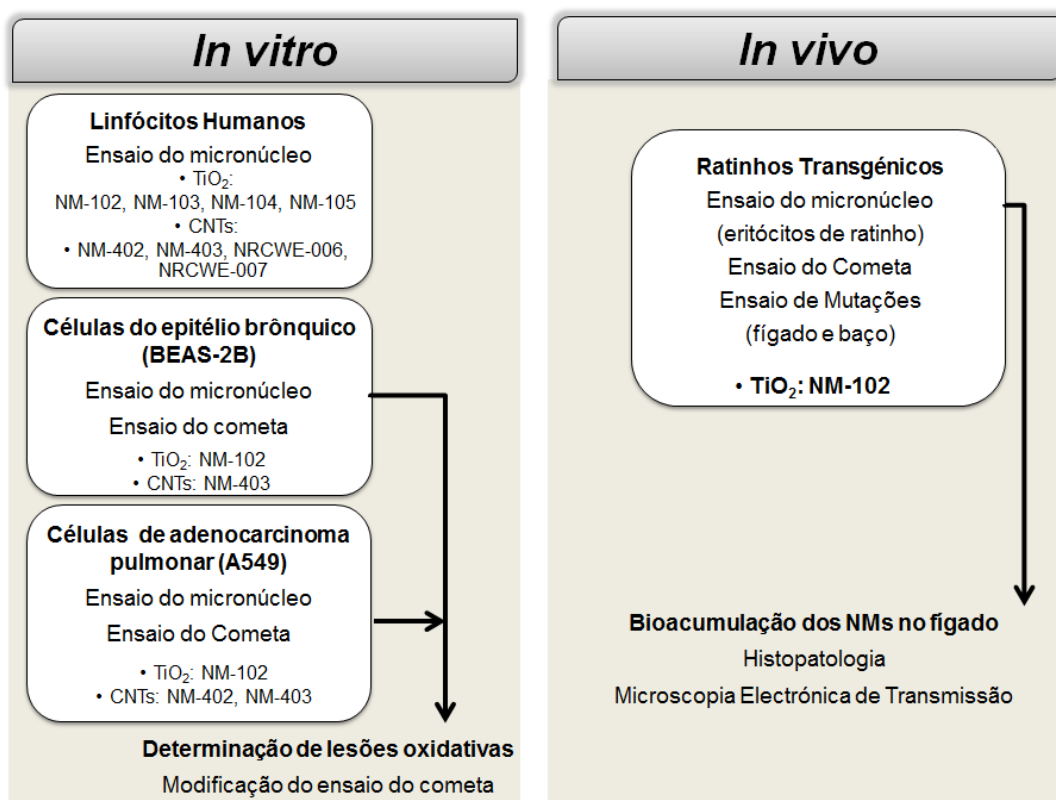 In vitro
Linfócitos Humanos
Ensaio do micronúcleo
• TiO₂:
NM-102, NM-103, NM-104, NM-105
• CNTs:
• NM-402, NM-403, NRCWE-006,
NRCWE-007
Células do epitélio brônquico
(BEAS-2B)
Ensaio do micronúcleo
Ensaio do cometa
• TiO₂: NM-102
• CNTs: NM-403
Células de adenocarcinoma
pulmonar (A549)
Ensaio do micronúcleo
Ensaio do Cometa
• TiO₂: NM-102
• CNTs: NM-402, NM-403
Determinação de lesões oxidativas
Modificação do ensaio do cometa
In vivo
Ratinhos Transgénicos
Ensaio do micronúcleo
(eritócitos de ratinho)
Ensaio do Cometa
Ensaio de Mutações
(fígado e baço)
• TiO₂: NM-102
Bioacumulação dos NMs no fígado
Histopatologia
Microscopia Electrónica de Transmissão